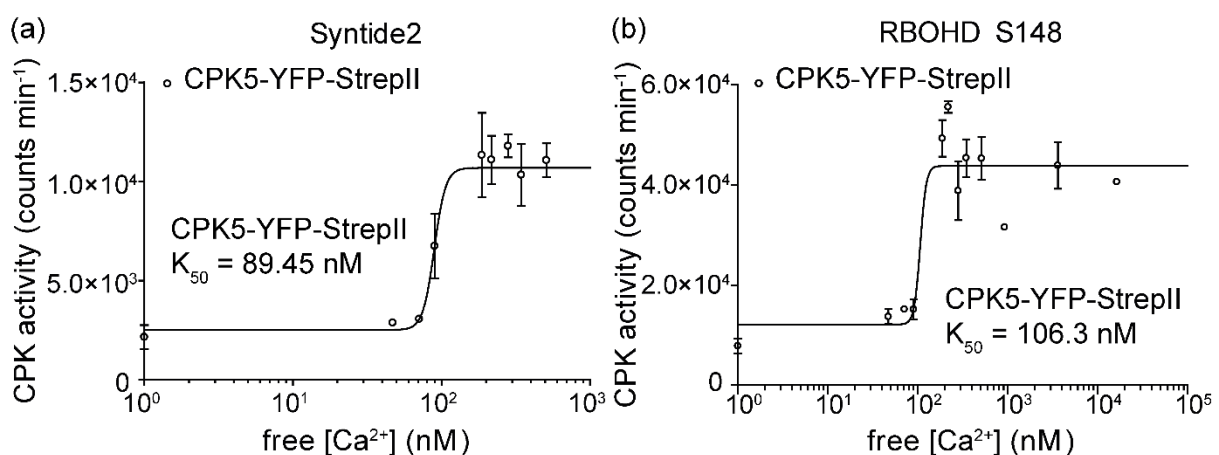 (a) Syntide2
CPK5-YFP-StrepII
1.5×10⁴
1.0×10⁴
5.0×10³
0
CPK activity (counts min⁻¹)
CPK5-YFP-StrepII
K₅₀ = 89.45 nM
10⁰ 10¹ 10² 10³
free [Ca²⁺] (nM)
(b) RBOHD S148
CPK5-YFP-StrepII
6.0×10⁴
4.0×10⁴
2.0×10⁴
0
CPK activity (counts min⁻¹)
CPK5-YFP-StrepII
K₅₀ = 106.3 nM
10⁰ 10¹ 10² 10³ 10⁴ 10⁵
free [Ca²⁺] (nM)